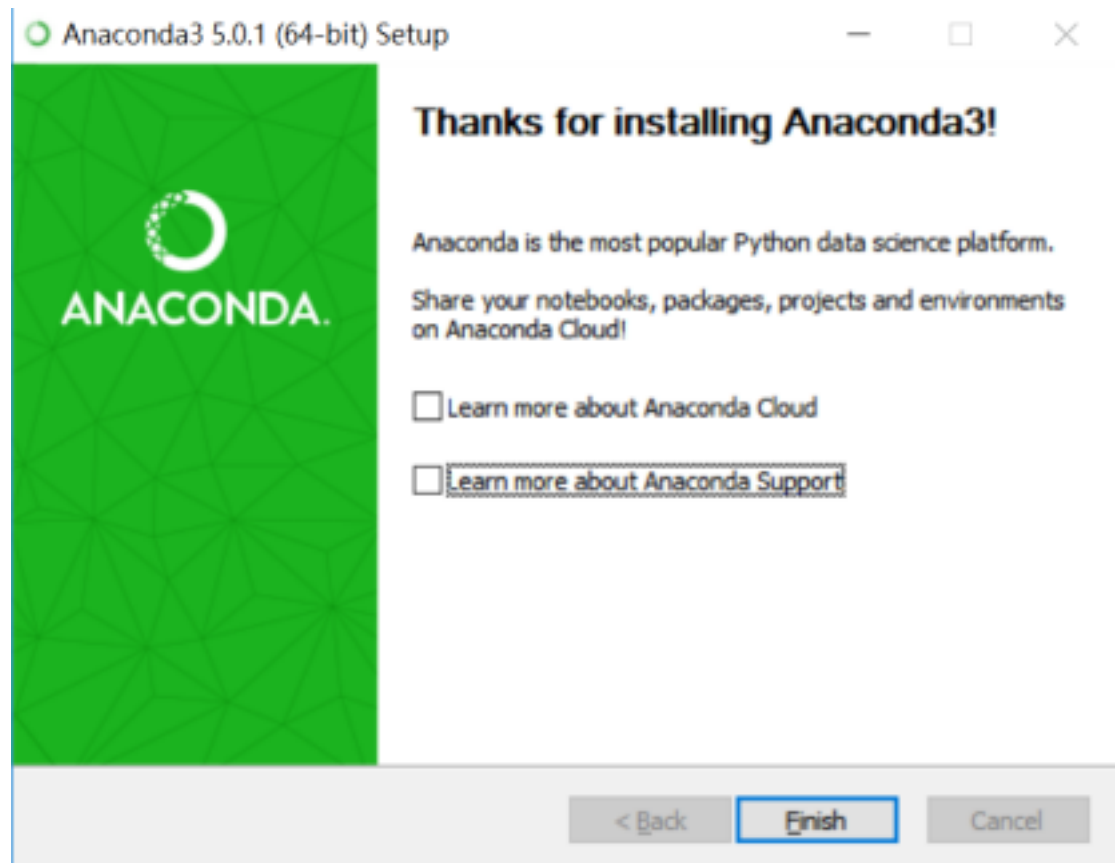 Anaconda3 5.0.1 (64-bit) Setup
Thanks for installing Anaconda3!
ANACONDA.
Anaconda is the most popular Python data science platform.
Share your notebooks, packages, projects and environments
on Anaconda Cloud!
Learn more about Anaconda Cloud
Learn more about Anaconda Support
< Back
Finish
Cancel